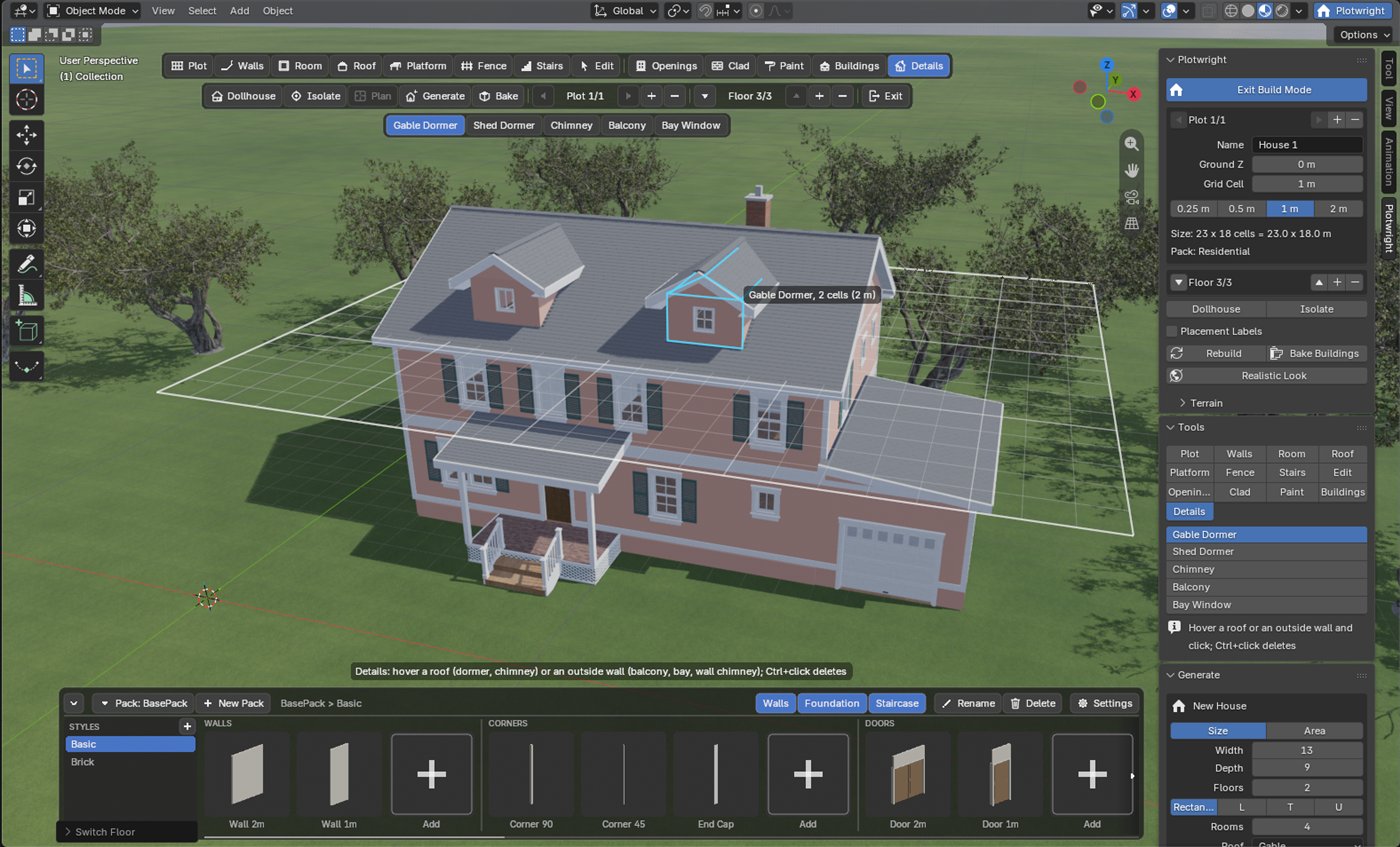 Object Mode View Select Add Object Global Plotwright
Options
User Perspective
(1) Collection
Plot Walls Room Roof Platform Fence Stairs Edit Openings Clad Paint Buildings Details
Dollhouse Isolate Plan Generate Bake Plot 1/1 Floor 3/3 Exit
Gable Dormer Shed Dormer Chimney Balcony Bay Window
Z
Y
X
Gable Dormer, 2 cells (2 m)
Plotwright
Exit Build Mode
Plot 1/1
Name House 1
Ground Z 0 m
Grid Cell 1 m
0.25 m 0.5 m 1 m 2 m
Size: 23 x 18 cells = 23.0 x 18.0 m
Pack: Residential
Floor 3/3
Dollhouse Isolate
Placement Labels
Rebuild Bake Buildings
Realistic Look
Terrain
Tools
Plot Walls Room Roof
Platform Fence Stairs Edit
Openin... Clad Paint Buildings
Details
Gable Dormer
Shed Dormer
Chimney
Balcony
Bay Window
Hover a roof or an outside wall and
click; Ctrl+click deletes
Generate
New House
Size Area
Width 13
Depth 9
Floors 2
Rectan... L T U
Rooms 4
Roof Gable
Tool
View
Animation
Plotwright
Details: hover a roof (dormer, chimney) or an outside wall (balcony, bay, wall chimney); Ctrl+click deletes
Pack: BasePack New Pack BasePack > Basic Walls Foundation Staircase Rename Delete Settings
STYLES
Basic
Brick
Switch Floor
WALLS CORNERS DOORS
Wall 2m Wall 1m Add Corner 90 Corner 45 End Cap Add Door 2m Door 1m Add